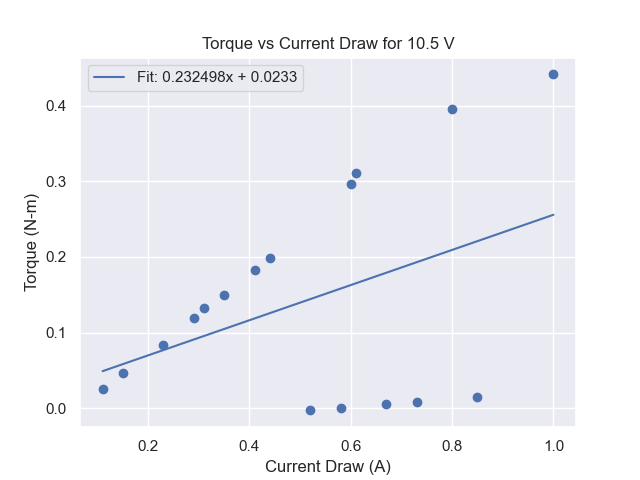 Torque vs Current Draw for 10.5 V
Fit: 0.232498x + 0.0233
Torque (N-m)
0.4
0.3
0.2
0.1
0.0
0.2
0.4
0.6
0.8
1.0
Current Draw (A)